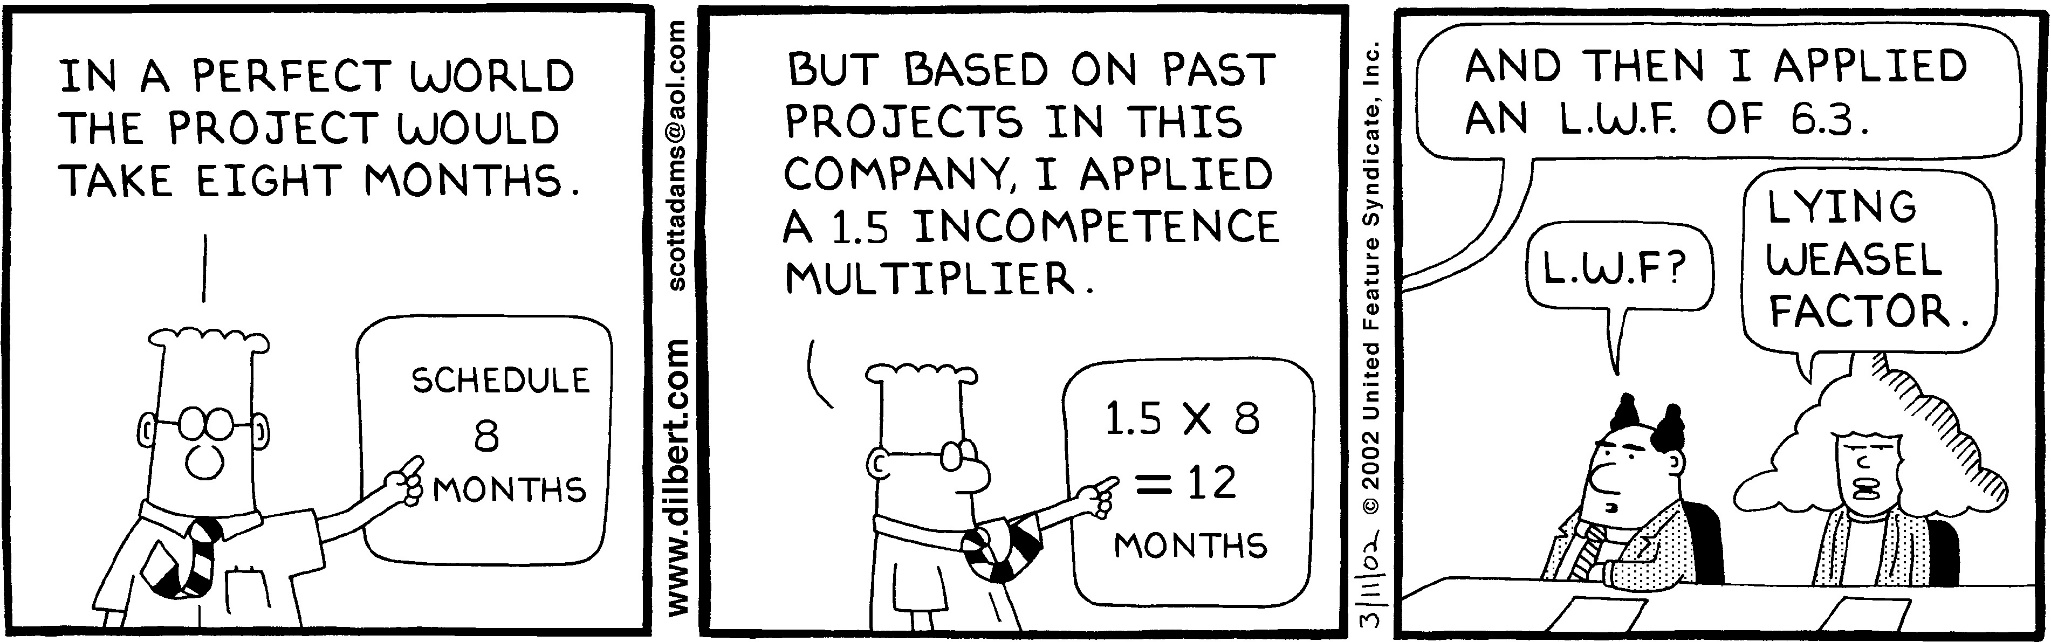 IN A PERFECT WORLD
THE PROJECT WOULD
TAKE EIGHT MONTHS.
SCHEDULE
8
MONTHS
www.dilbert.com scottadams@aol.com
BUT BASED ON PAST
PROJECTS IN THIS
COMPANY, I APPLIED
A 1.5 INCOMPETENCE
MULTIPLIER.
1.5 X 8
= 12
MONTHS
3/11/02 © 2002 United Feature Syndicate, Inc.
AND THEN I APPLIED
AN L.W.F. OF 6.3.
L.W.F?
LYING
WEASEL
FACTOR.